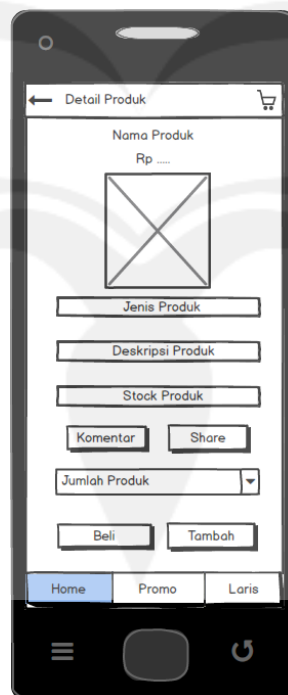 Detail Produk
Nama Produk
Rp .....
Jenis Produk
Deskripsi Produk
Stock Produk
Komentar Share
Jumlah Produk
Beli Tambah
Home Promo Laris